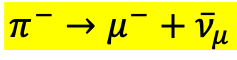 π⁻ → μ⁻ + ν̄_μ